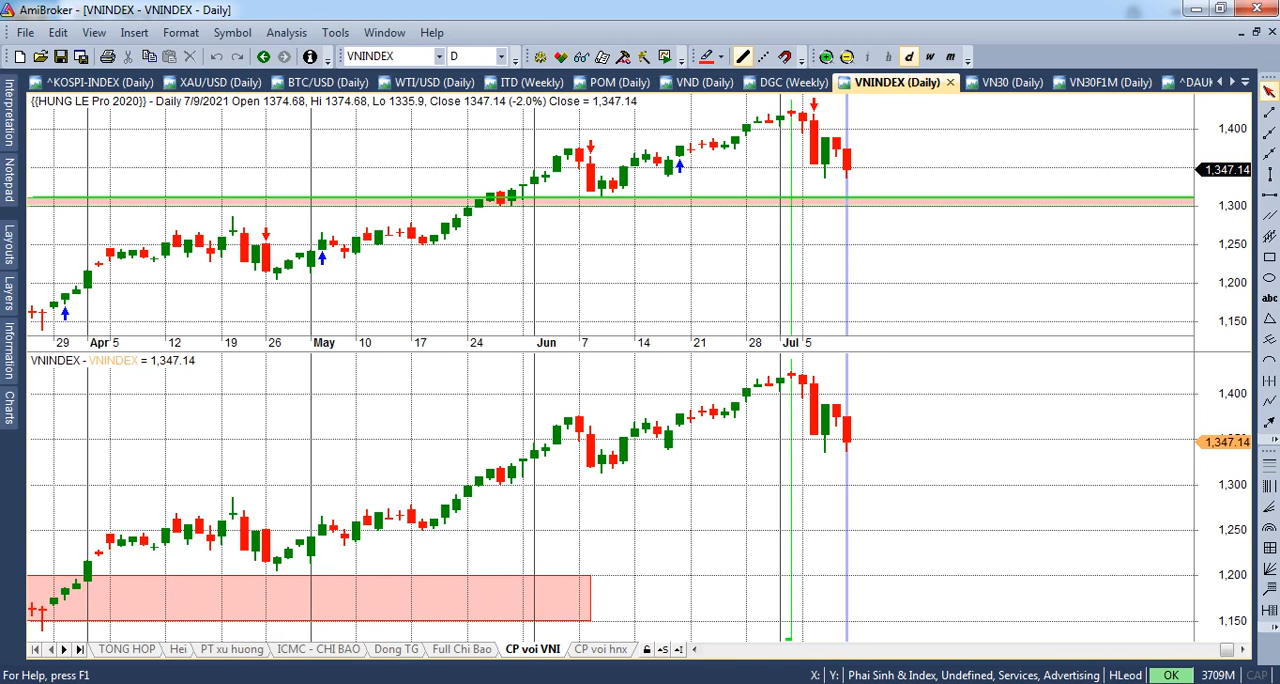 AmiBroker - [VNINDEX - VNINDEX - Daily]
File Edit View Insert Format Symbol Analysis Tools Window Help
VNINDEX D i h d w m
^KOSPI-INDEX (Daily) XAU/USD (Daily) BTC/USD (Daily) WTI/USD (Daily) ITD (Weekly) POM (Daily) VND (Daily) DGC (Weekly) VNINDEX (Daily) VN30 (Daily) VN30F1M (Daily) ^DAUI
Interpretation
Notepad
Layouts
Layers
Information
Charts
{{HUNG LE Pro 2020}} - Daily 7/9/2021 Open 1374.68, Hi 1374.68, Lo 1335.9, Close 1347.14 (-2.0%) Close = 1,347.14
1,400
1,347.14
1,300
1,250
1,200
1,150
29 Apr 5 12 19 26 May 10 17 24 Jun 7 14 21 28 Jul 5
abc
VNINDEX - VNINDEX = 1,347.14
1,400
1,347.14
1,300
1,250
1,200
1,150
TONG HOP Hei PT xu huong ICMC - CHI BAO Dong TG Full Chi Bao CP voi VNI CP voi hnx
For Help, press F1 X: Y: Phai Sinh & Index, Undefined, Services, Advertising HLeod OK 3709M CAP